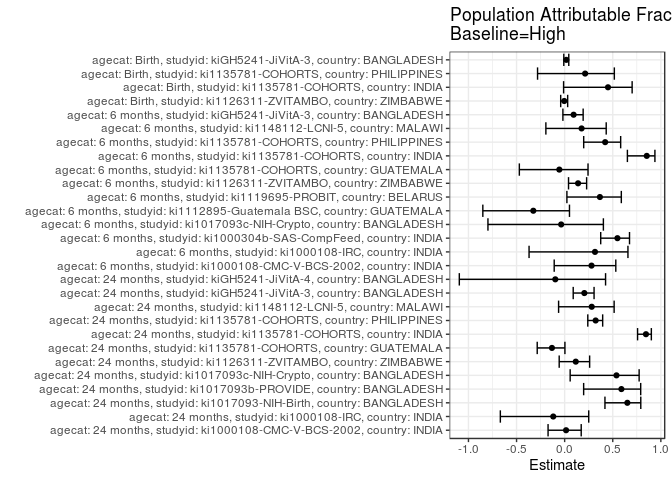 Population Attributable Frac
Baseline=High
agecat: Birth, studyid: kiGH5241-JiVitA-3, country: BANGLADESH
agecat: Birth, studyid: ki1135781-COHORTS, country: PHILIPPINES
agecat: Birth, studyid: ki1135781-COHORTS, country: INDIA
agecat: Birth, studyid: ki1126311-ZVITAMBO, country: ZIMBABWE
agecat: 6 months, studyid: kiGH5241-JiVitA-3, country: BANGLADESH
agecat: 6 months, studyid: ki1148112-LCNI-5, country: MALAWI
agecat: 6 months, studyid: ki1135781-COHORTS, country: PHILIPPINES
agecat: 6 months, studyid: ki1135781-COHORTS, country: INDIA
agecat: 6 months, studyid: ki1135781-COHORTS, country: GUATEMALA
agecat: 6 months, studyid: ki1126311-ZVITAMBO, country: ZIMBABWE
agecat: 6 months, studyid: ki1119695-PROBIT, country: BELARUS
agecat: 6 months, studyid: ki1112895-Guatemala BSC, country: GUATEMALA
agecat: 6 months, studyid: ki1017093c-NIH-Crypto, country: BANGLADESH
agecat: 6 months, studyid: ki1000304b-SAS-CompFeed, country: INDIA
agecat: 6 months, studyid: ki1000108-IRC, country: INDIA
agecat: 6 months, studyid: ki1000108-CMC-V-BCS-2002, country: INDIA
agecat: 24 months, studyid: kiGH5241-JiVitA-4, country: BANGLADESH
agecat: 24 months, studyid: kiGH5241-JiVitA-3, country: BANGLADESH
agecat: 24 months, studyid: ki1148112-LCNI-5, country: MALAWI
agecat: 24 months, studyid: ki1135781-COHORTS, country: PHILIPPINES
agecat: 24 months, studyid: ki1135781-COHORTS, country: INDIA
agecat: 24 months, studyid: ki1135781-COHORTS, country: GUATEMALA
agecat: 24 months, studyid: ki1126311-ZVITAMBO, country: ZIMBABWE
agecat: 24 months, studyid: ki1017093c-NIH-Crypto, country: BANGLADESH
agecat: 24 months, studyid: ki1017093b-PROVIDE, country: BANGLADESH
agecat: 24 months, studyid: ki1017093-NIH-Birth, country: BANGLADESH
agecat: 24 months, studyid: ki1000108-IRC, country: INDIA
agecat: 24 months, studyid: ki1000108-CMC-V-BCS-2002, country: INDIA
-1.0 -0.5 0.0 0.5 1.0
Estimate